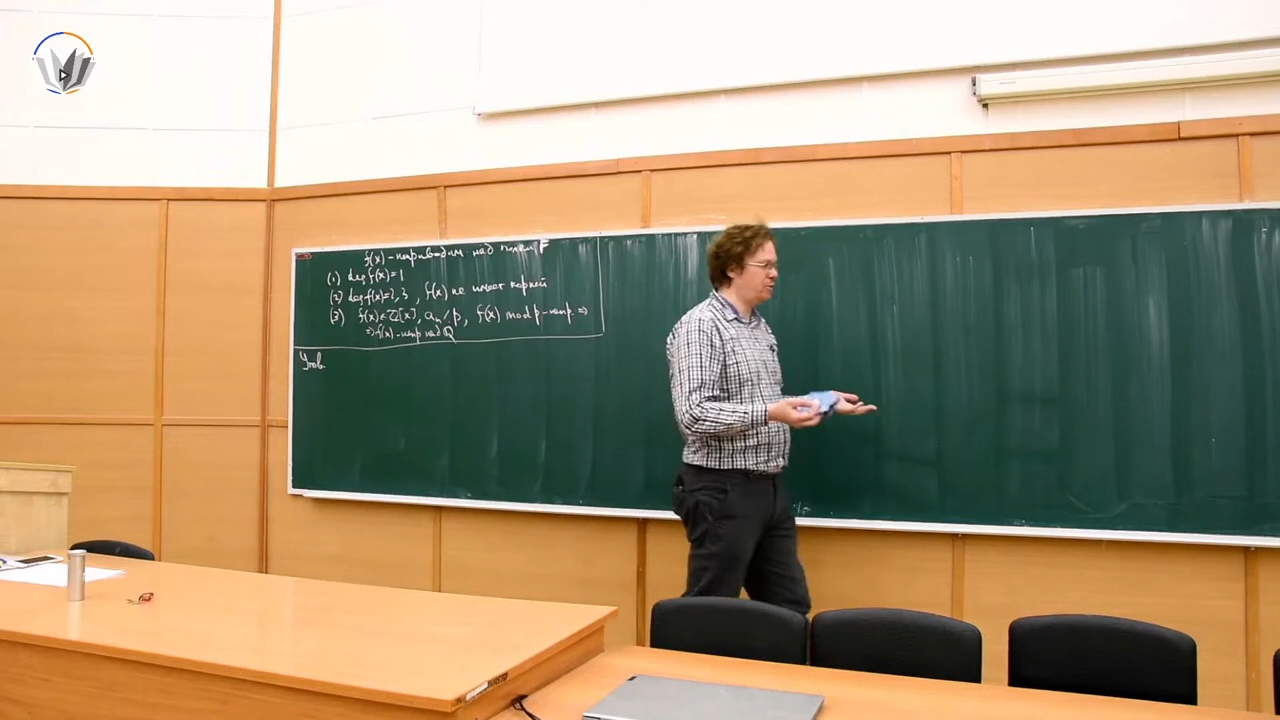 f(x) - неприводим над полем F
(1) deg f(x)=1
(2) deg f(x)=2,3, f(x) не имеет корней
(3) f(x)∈ℤ[x], aₙ⋮̸p, f(x) mod p - непр. ⇒
⇒ f(x) - непр над ℚ
Утв.